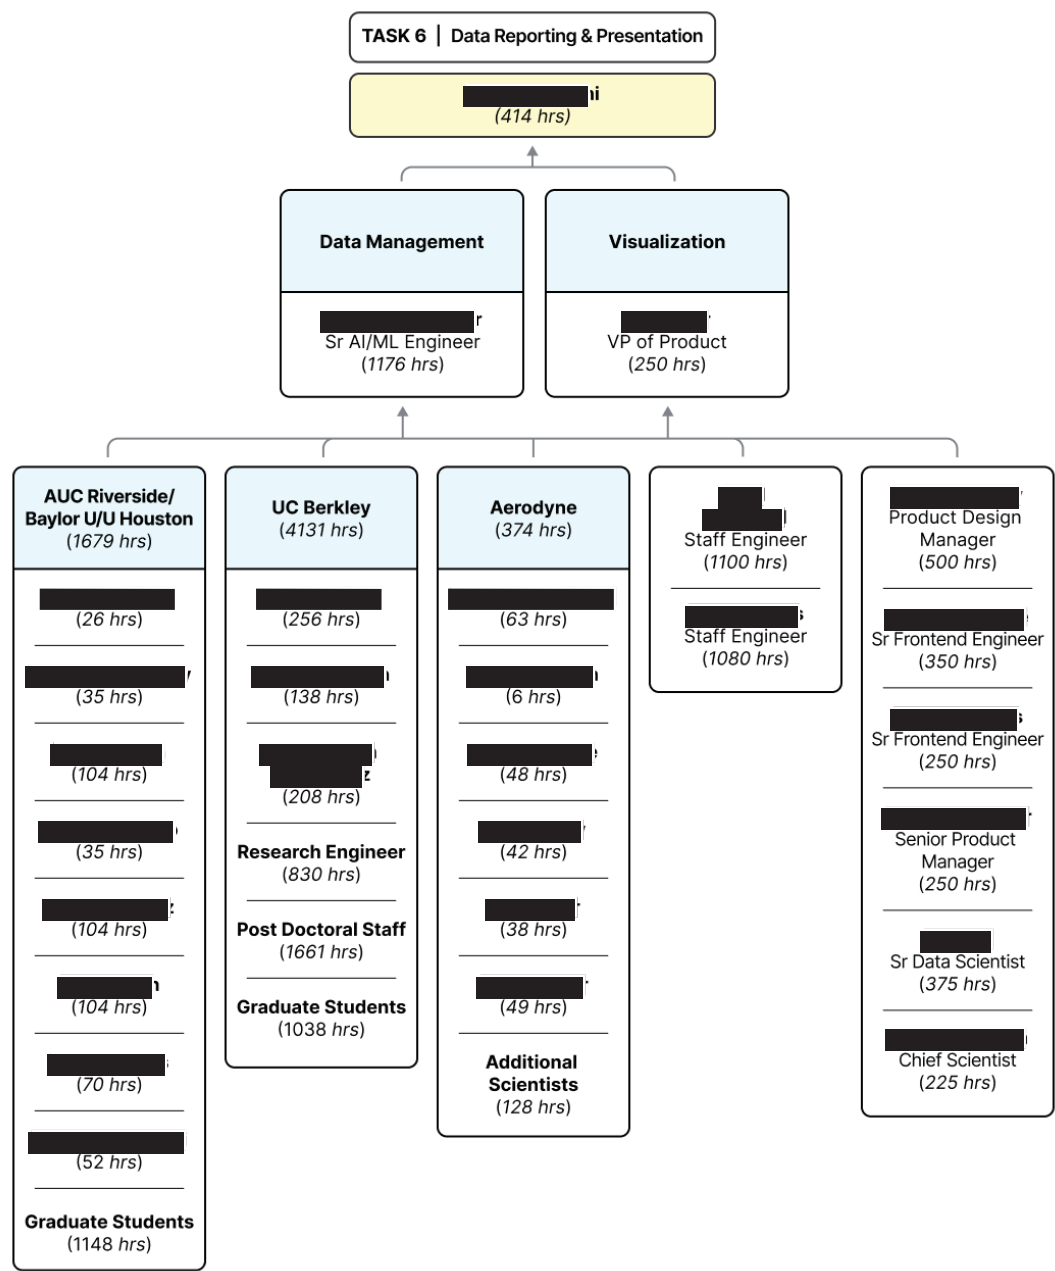 TASK 6 | Data Reporting & Presentation
(414 hrs)
Data Management
Sr AI/ML Engineer
(1176 hrs)
Visualization
VP of Product
(250 hrs)
AUC Riverside/
Baylor U/U Houston
(1679 hrs)
(26 hrs)
(35 hrs)
(104 hrs)
(35 hrs)
(104 hrs)
(104 hrs)
(70 hrs)
(52 hrs)
Graduate Students
(1148 hrs)
UC Berkley
(4131 hrs)
(256 hrs)
(138 hrs)
(208 hrs)
Research Engineer
(830 hrs)
Post Doctoral Staff
(1661 hrs)
Graduate Students
(1038 hrs)
Aerodyne
(374 hrs)
(63 hrs)
(6 hrs)
(48 hrs)
(42 hrs)
(38 hrs)
(49 hrs)
Additional
Scientists
(128 hrs)
Staff Engineer
(1100 hrs)
Staff Engineer
(1080 hrs)
Product Design
Manager
(500 hrs)
Sr Frontend Engineer
(350 hrs)
Sr Frontend Engineer
(250 hrs)
Senior Product
Manager
(250 hrs)
Sr Data Scientist
(375 hrs)
Chief Scientist
(225 hrs)